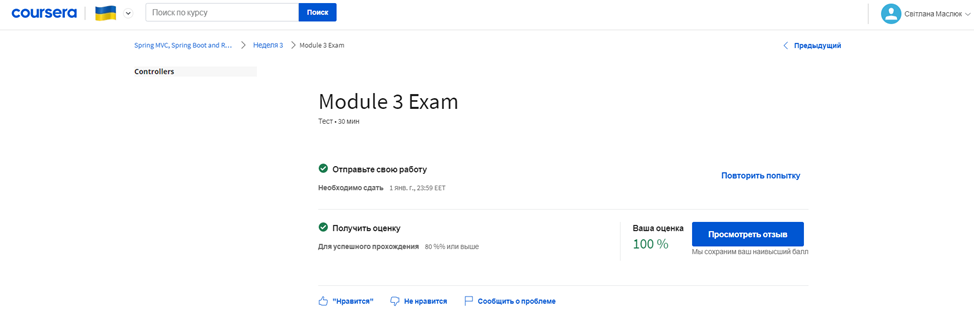 coursera
Поиск по курсу
Поиск
Світлана Маслюк
Spring MVC, Spring Boot and R... Неделя 3 Module 3 Exam
Предыдущий
Controllers
Module 3 Exam
Тест • 30 мин
Отправьте свою работу
Необходимо сдать 1 янв. г., 23:59 EET
Повторить попытку
Получить оценку
Для успешного прохождения 80 %% или выше
Ваша оценка
100 %
Просмотреть отзыв
Мы сохраним ваш наивысший балл
"Нравится" Не нравится Сообщить о проблеме